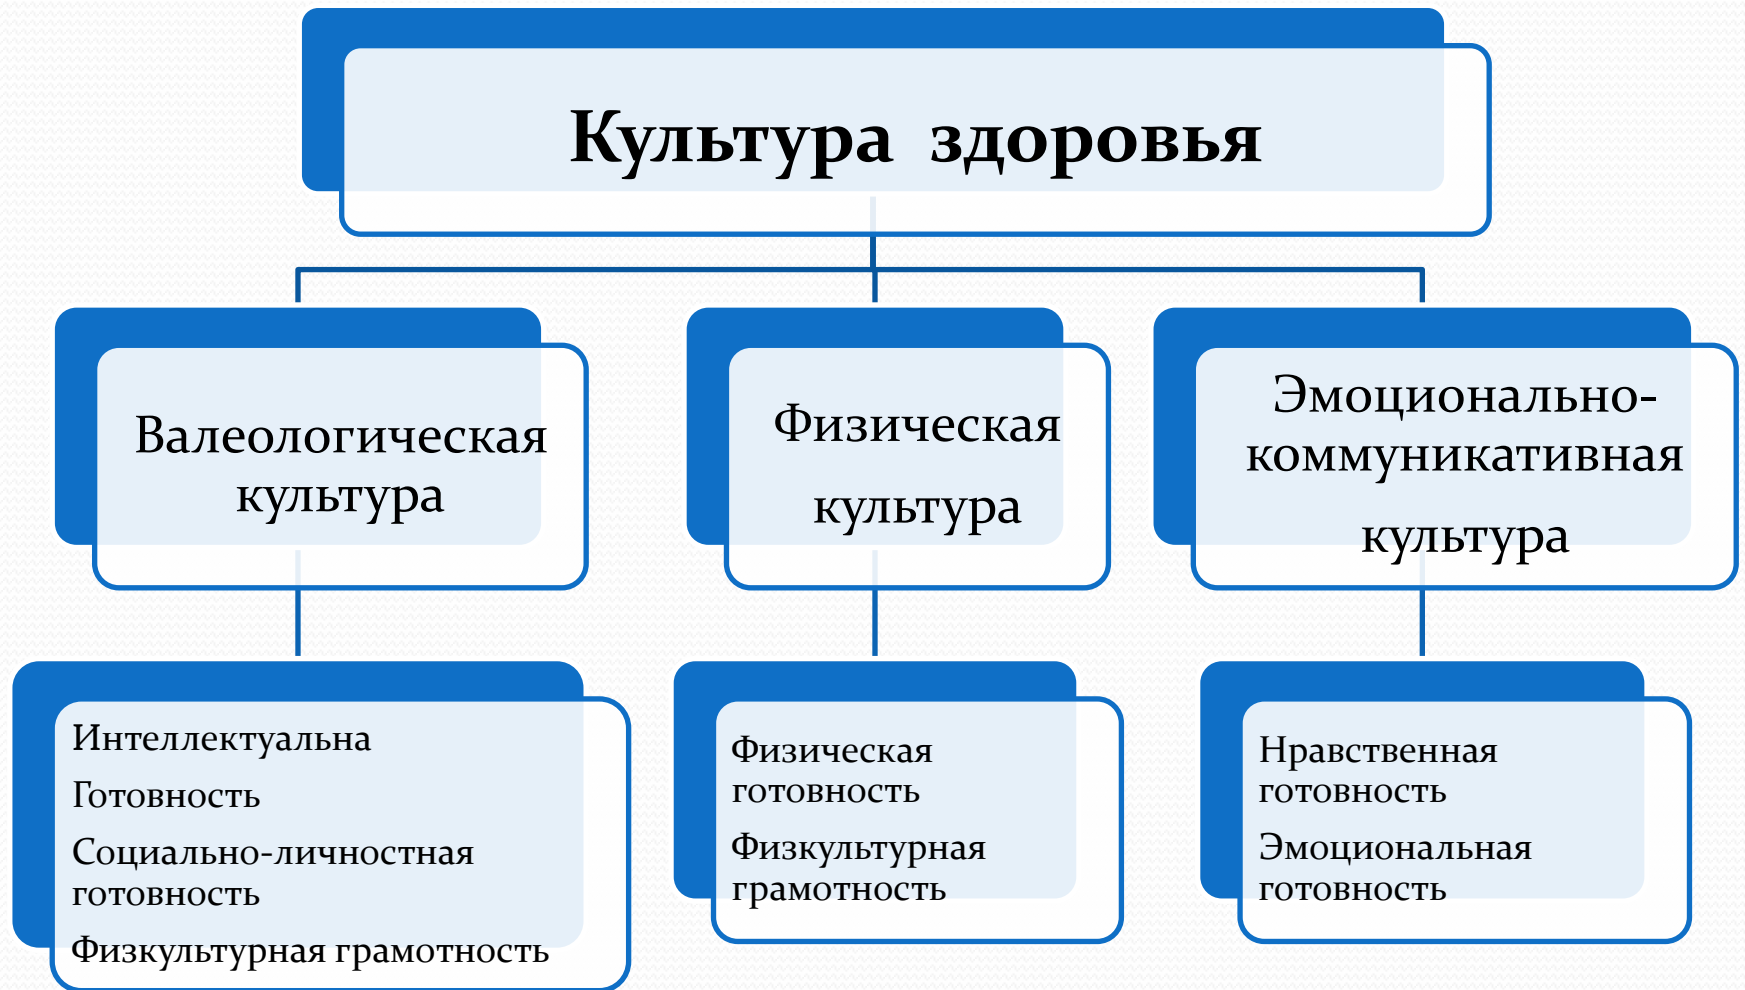 Культура здоровья
Валеологическая
культура
Физическая
культура
Эмоционально-
коммуникативная
культура
Интеллектуальна
Готовность
Социально-личностная
готовность
Физкультурная грамотность
Физическая
готовность
Физкультурная
грамотность
Нравственная
готовность
Эмоциональная
готовность